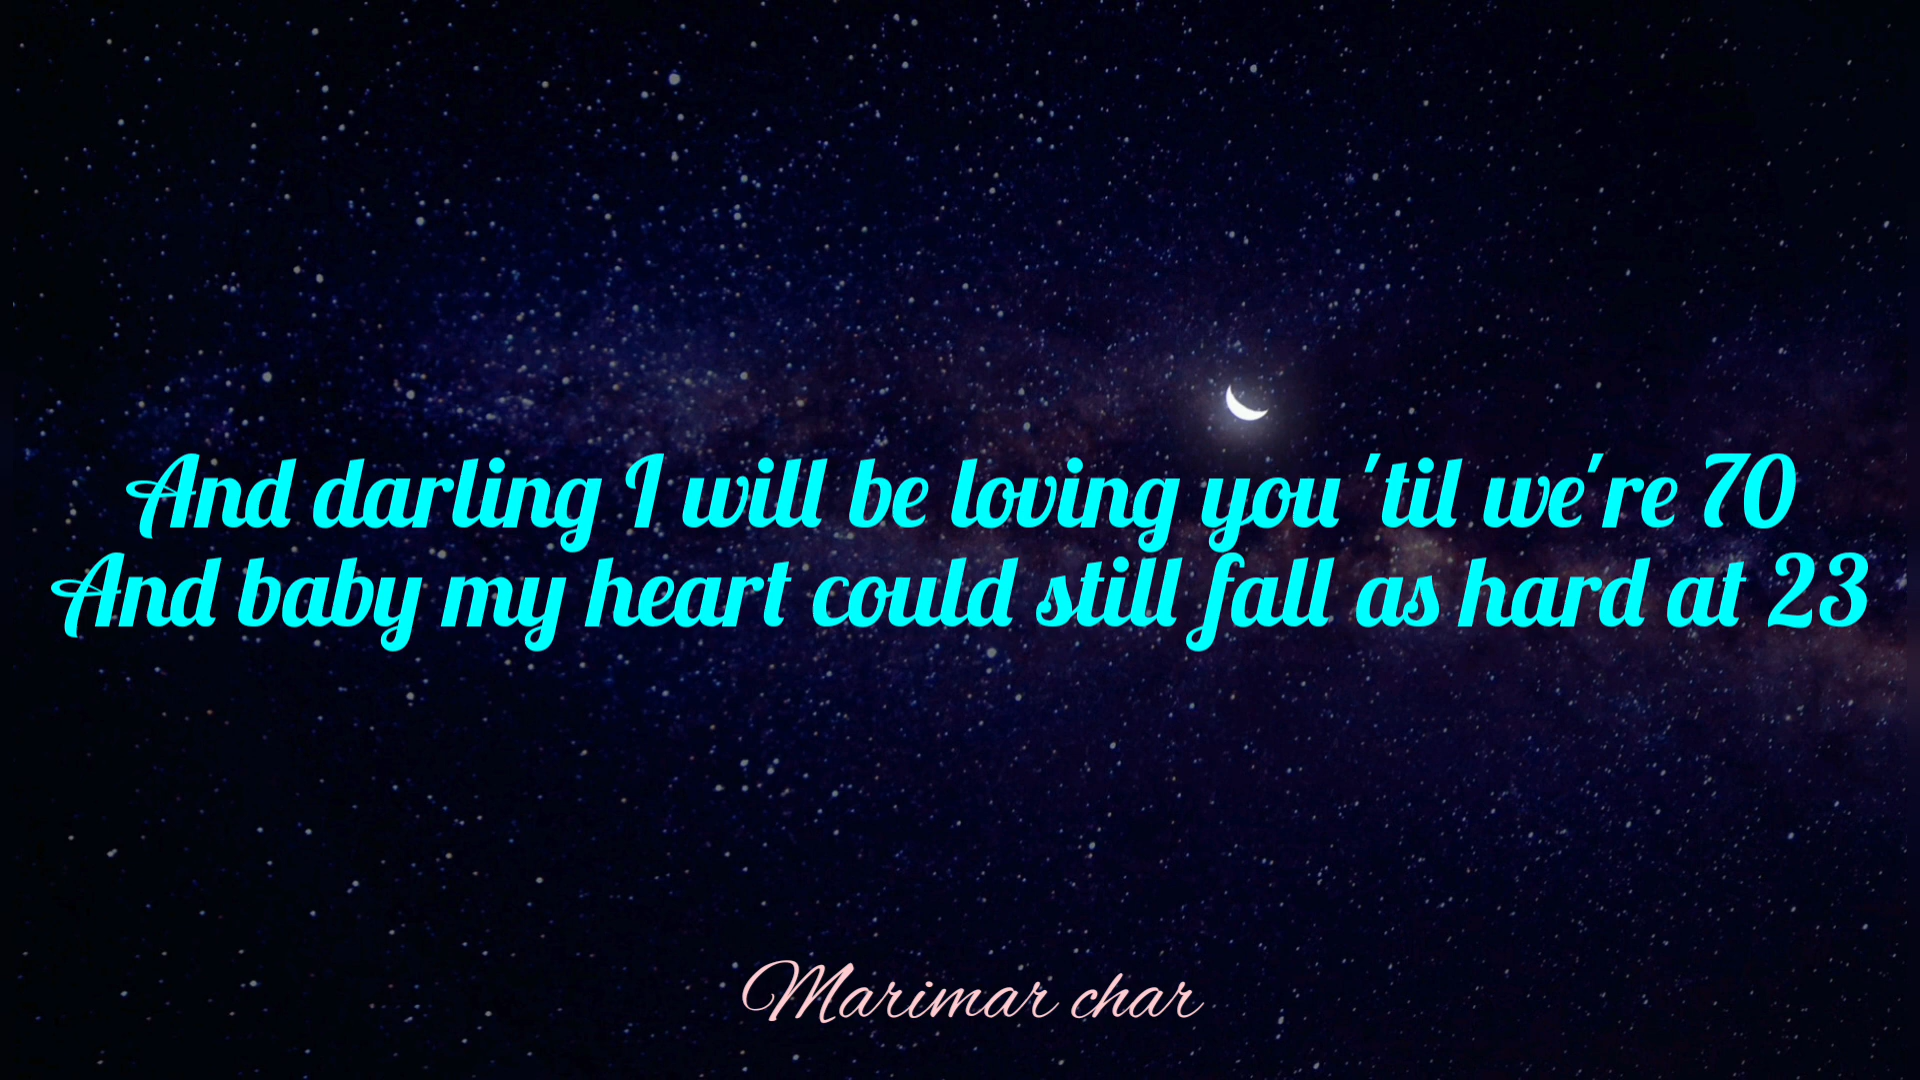 And darling I will be loving you 'til we're 70
And baby my heart could still fall as hard at 23
Marimar char